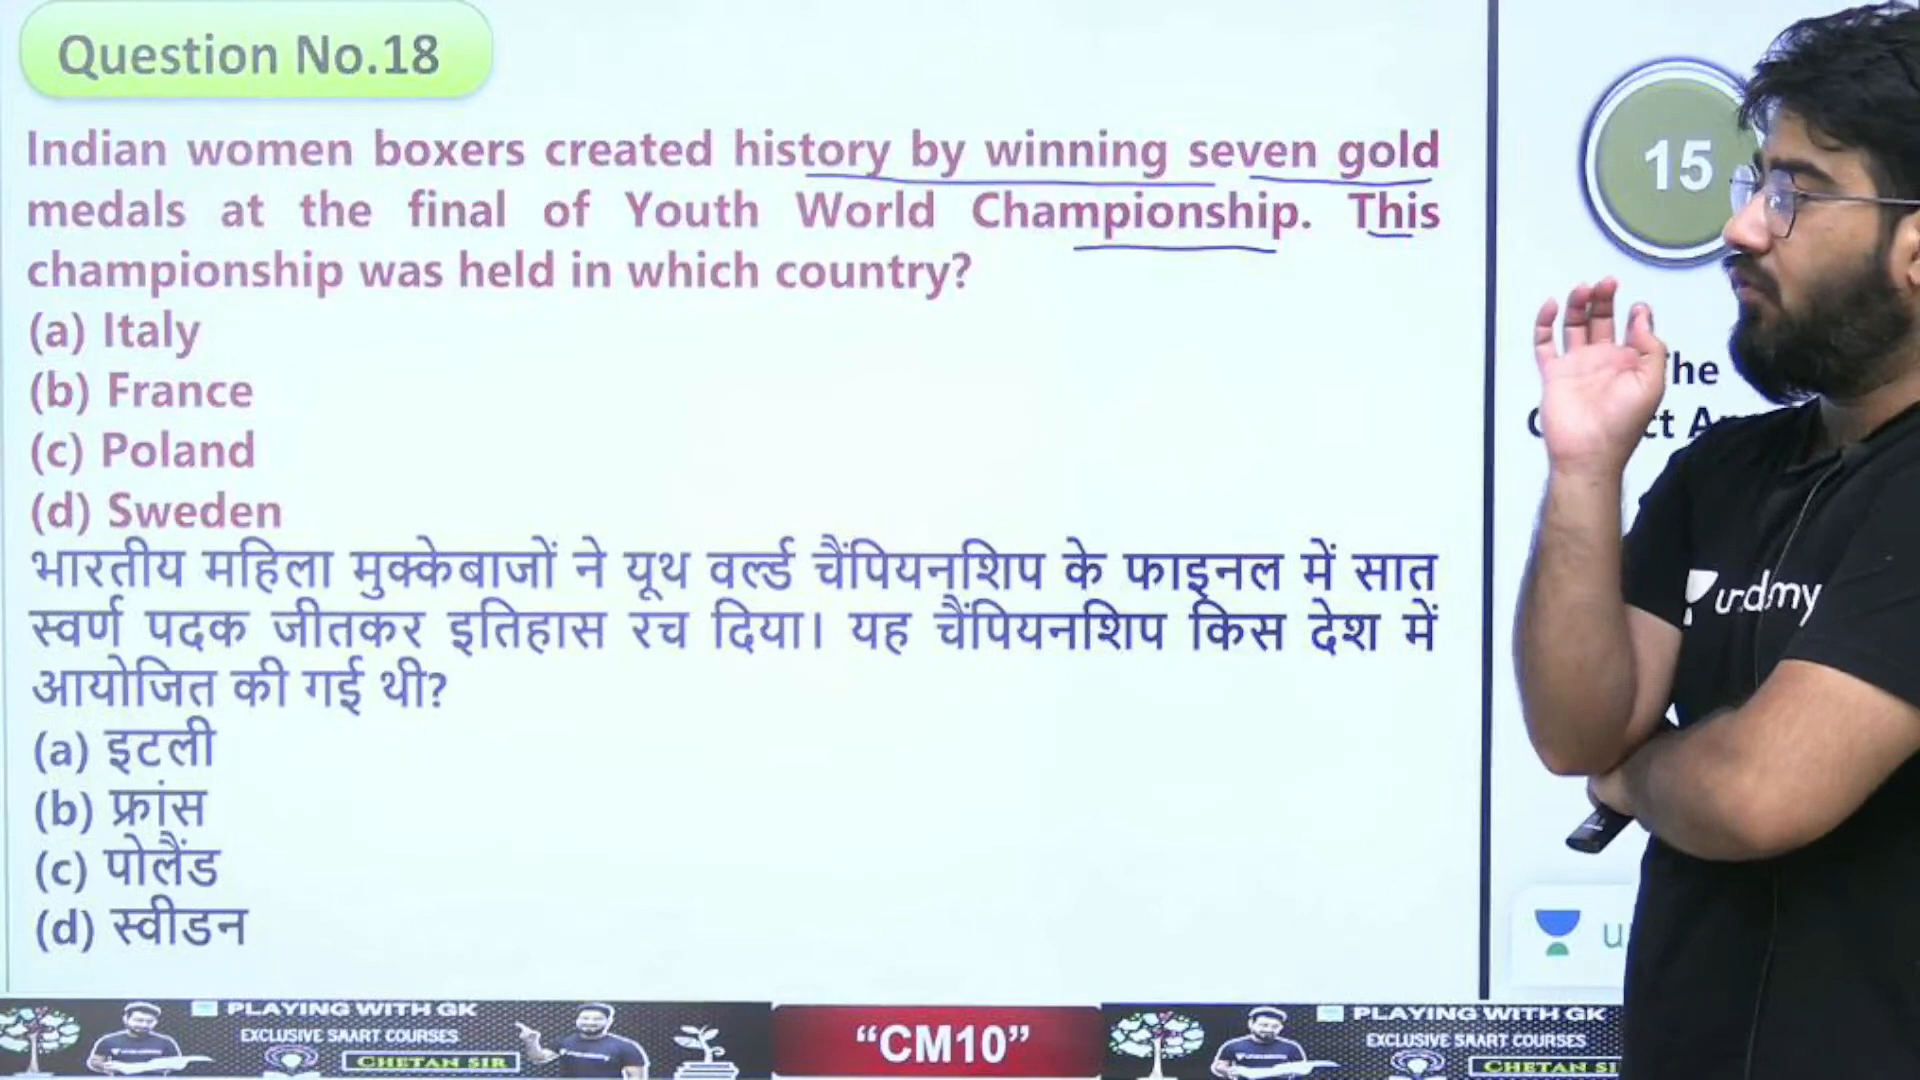 Question No.18
Indian women boxers created history by winning seven gold
medals at the final of Youth World Championship. This
championship was held in which country?
(a) Italy
(b) France
(c) Poland
(d) Sweden
भारतीय महिला मुक्केबाजों ने यूथ वर्ल्ड चैंपियनशिप के फाइनल में सात
स्वर्ण पदक जीतकर इतिहास रच दिया। यह चैंपियनशिप किस देश में
आयोजित की गई थी?
(a) इटली
(b) फ्रांस
(c) पोलैंड
(d) स्वीडन
15
PLAYING WITH GK
EXCLUSIVE SAART COURSES
CHETAN SIR
“CM10”
PLAYING WITH GK
EXCLUSIVE SMART COURSES
CHETAN SI